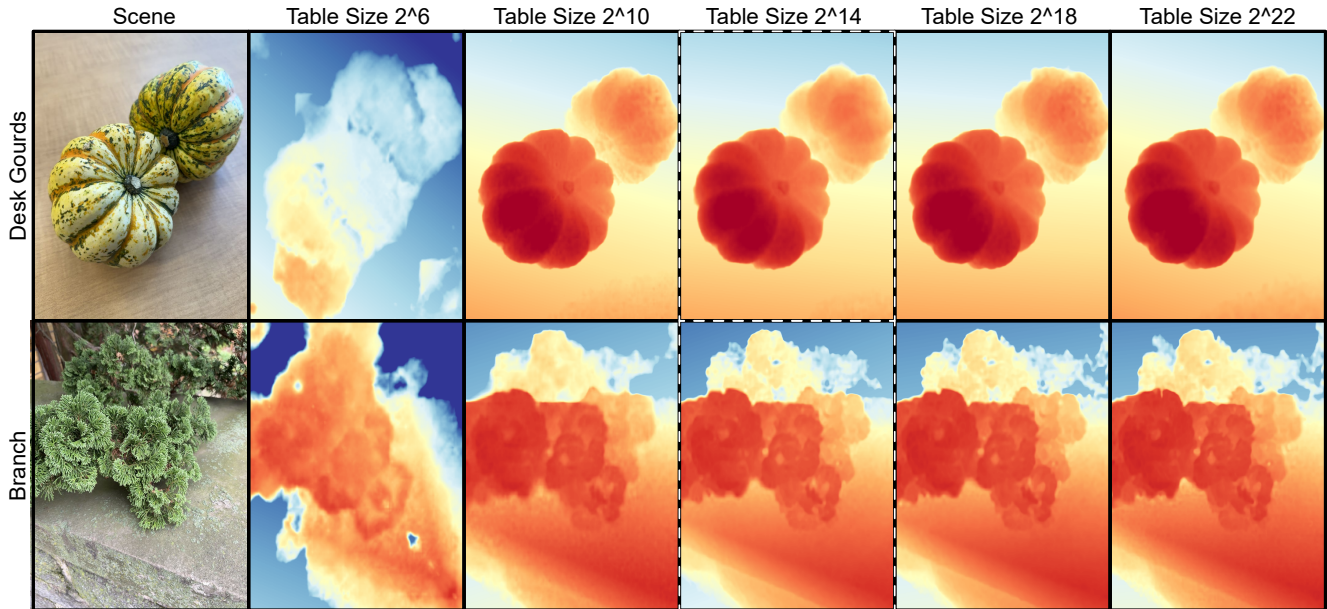 Scene Table Size 2^6 Table Size 2^10 Table Size 2^14 Table Size 2^18 Table Size 2^22
Desk Gourds
Branch